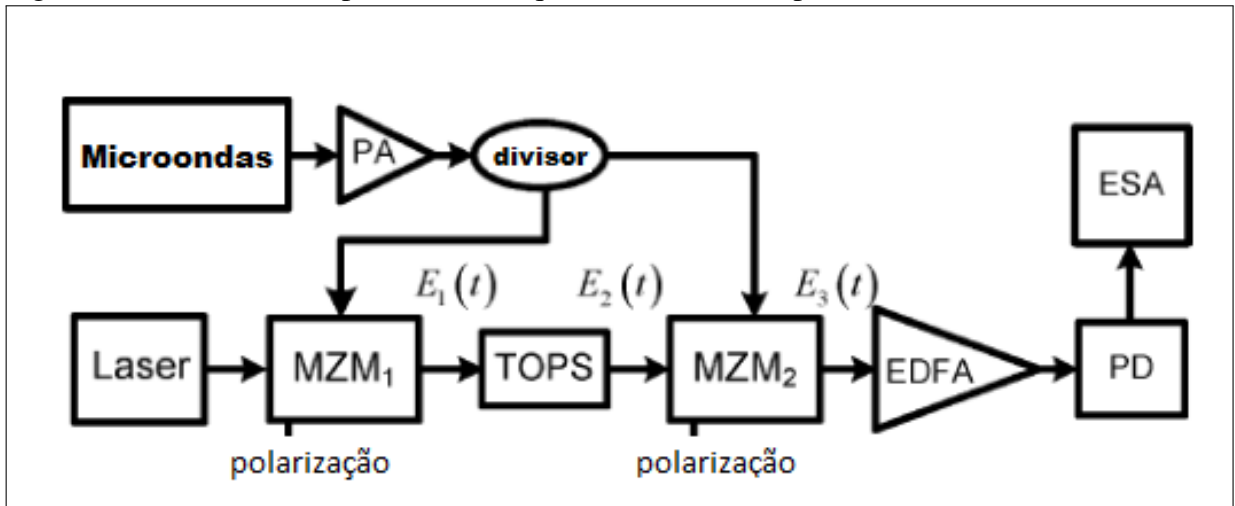 Microondas
PA
divisor
ESA
E₁(t)
E₂(t)
E₃(t)
Laser
MZM₁
TOPS
MZM₂
EDFA
PD
polarização
polarização